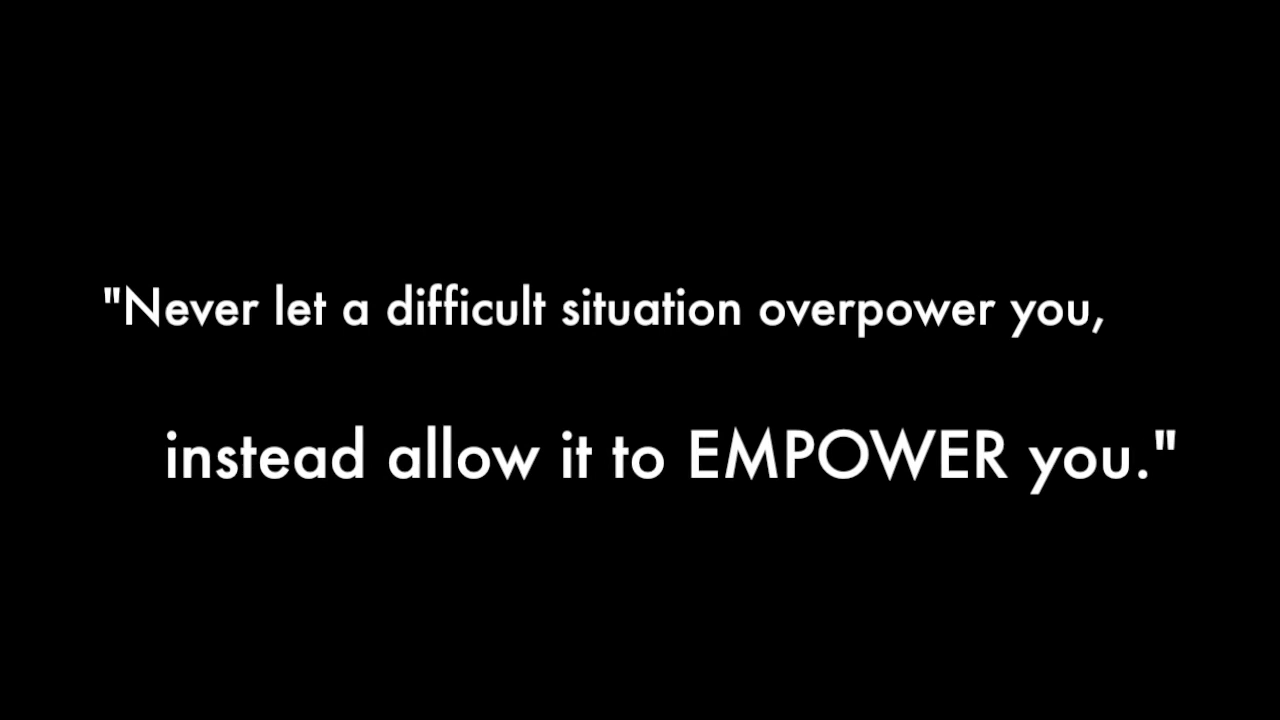 "Never let a difficult situation overpower you,
instead allow it to EMPOWER you."